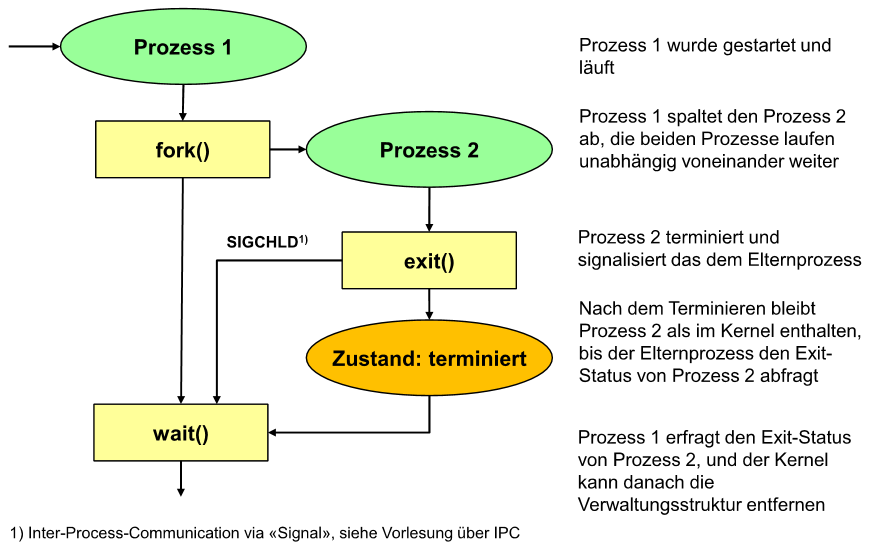 Prozess 1
Prozess 1 wurde gestartet und
läuft
fork()
Prozess 2
Prozess 1 spaltet den Prozess 2
ab, die beiden Prozesse laufen
unabhängig voneinander weiter
SIGCHLD1)
exit()
Prozess 2 terminiert und
signalisiert das dem Elternprozess
Zustand: terminiert
Nach dem Terminieren bleibt
Prozess 2 als im Kernel enthalten,
bis der Elternprozess den Exit-
Status von Prozess 2 abfragt
wait()
Prozess 1 erfragt den Exit-Status
von Prozess 2, und der Kernel
kann danach die
Verwaltungsstruktur entfernen
1) Inter-Process-Communication via «Signal», siehe Vorlesung über IPC